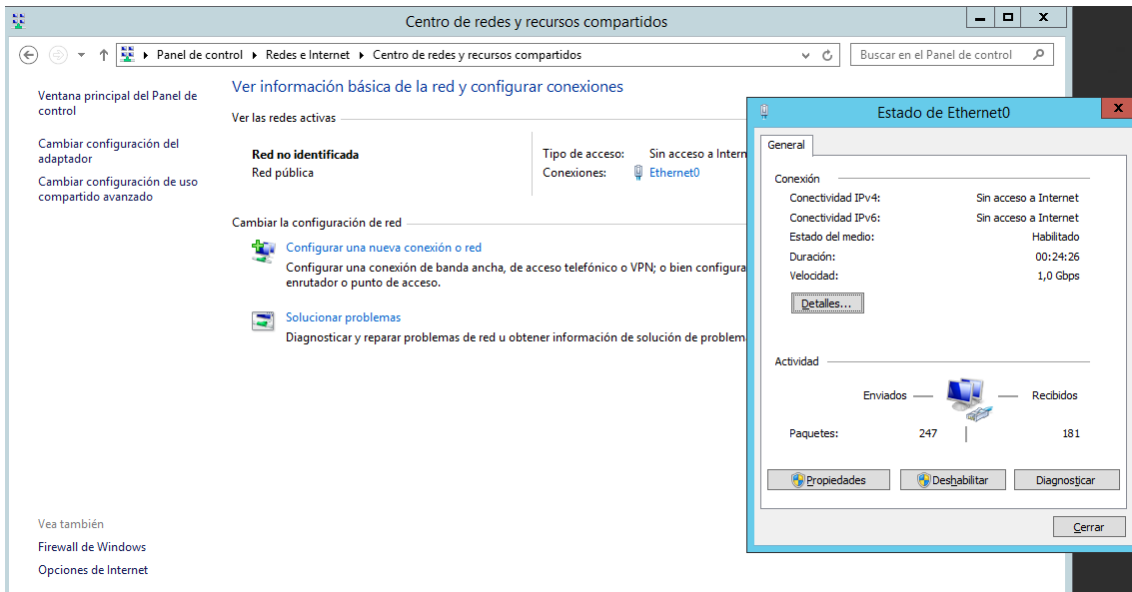 Centro de redes y recursos compartidos
Panel de control ▸ Redes e Internet ▸ Centro de redes y recursos compartidos
Buscar en el Panel de control
Ventana principal del Panel de
control
Cambiar configuración del
adaptador
Cambiar configuración de uso
compartido avanzado
Vea también
Firewall de Windows
Opciones de Internet
Ver información básica de la red y configurar conexiones
Ver las redes activas
Red no identificada
Red pública
Tipo de acceso: Sin acceso a Intern
Conexiones: Ethernet0
Cambiar la configuración de red
Configurar una nueva conexión o red
Configurar una conexión de banda ancha, de acceso telefónico o VPN; o bien configura
enrutador o punto de acceso.
Solucionar problemas
Diagnosticar y reparar problemas de red u obtener información de solución de problem
Estado de Ethernet0
X
General
Conexión
Conectividad IPv4: Sin acceso a Internet
Conectividad IPv6: Sin acceso a Internet
Estado del medio: Habilitado
Duración: 00:24:26
Velocidad: 1,0 Gbps
Detalles...
Actividad
Enviados — — Recibidos
Paquetes: 247 | 181
Propiedades Deshabilitar Diagnosticar
Cerrar